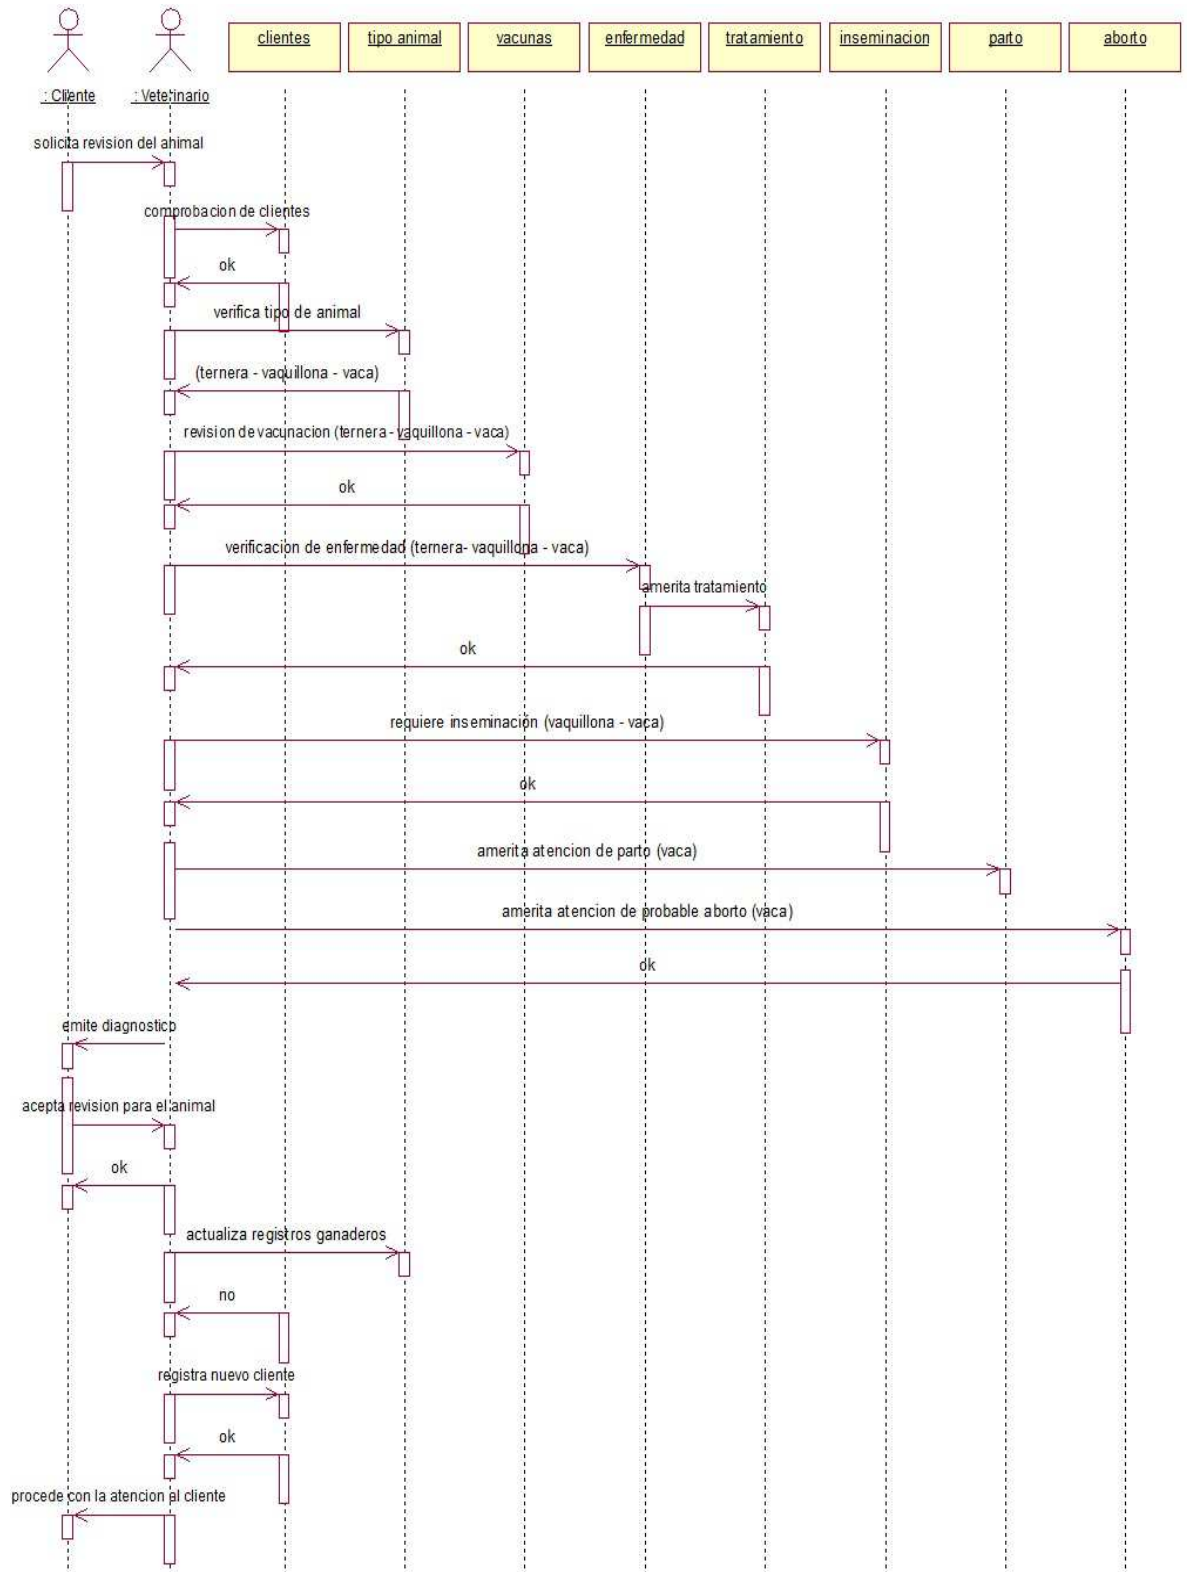 clientes
tipo animal
vacunas
enfermedad
tratamiento
inseminacion
parto
aborto
: Cliente
: Veterinario
solicita revision del animal
comprobacion de clientes
ok
verifica tipo de animal
(ternera - vaquillona - vaca)
revision de vacunacion (ternera - vaquillona - vaca)
ok
verificacion de enfermedad (ternera- vaquillona - vaca)
amerita tratamiento
ok
requiere inseminación (vaquillona - vaca)
ok
amerita atencion de parto (vaca)
amerita atencion de probable aborto (vaca)
ok
emite diagnostico
acepta revision para el animal
ok
actualiza registros ganaderos
no
registra nuevo cliente
ok
procede con la atencion al cliente